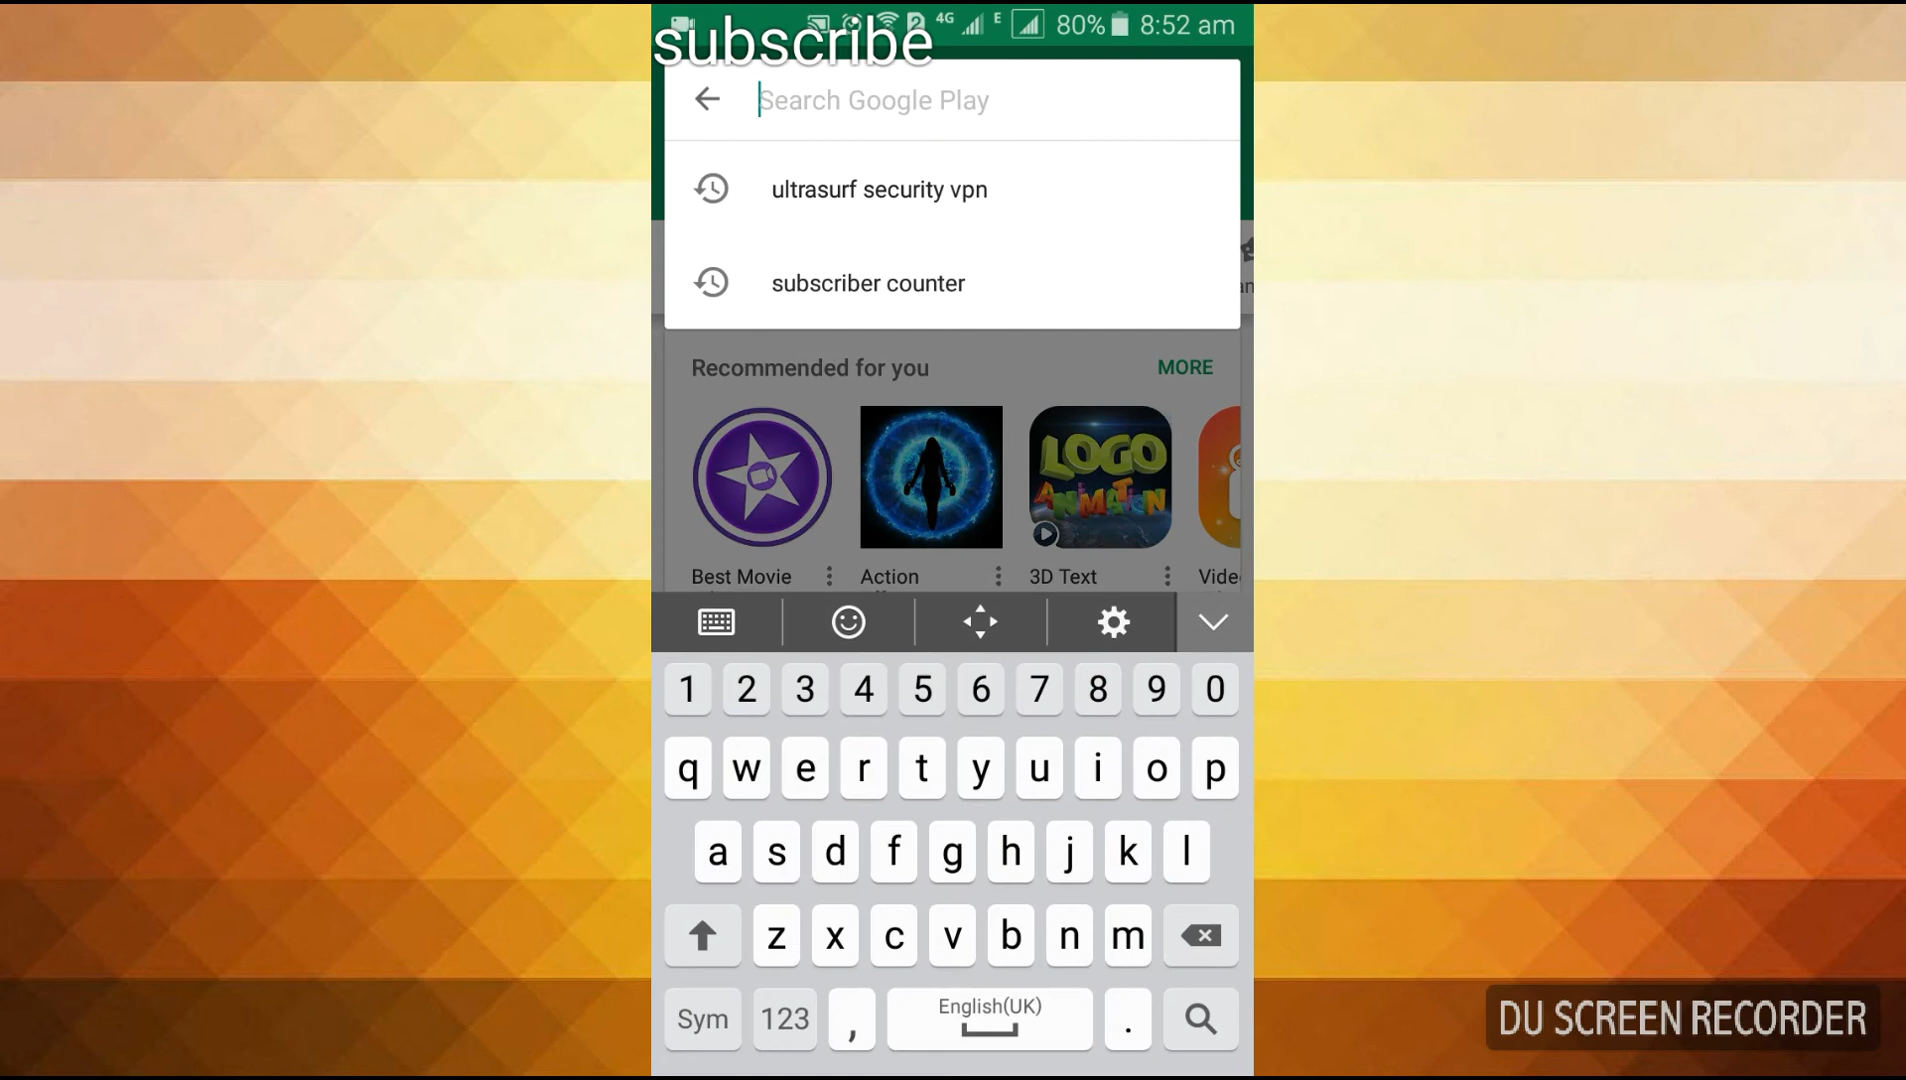 subscribe
4G E 80% 8:52 am
Search Google Play
ultrasurf security vpn
subscriber counter
Recommended for you MORE
LOGO
ANIMATION
Best Movie Action 3D Text Vide
1 2 3 4 5 6 7 8 9 0
q w e r t y u i o p
a s d f g h j k l
z x c v b n m
Sym 123 , English(UK) .
DU SCREEN RECORDER